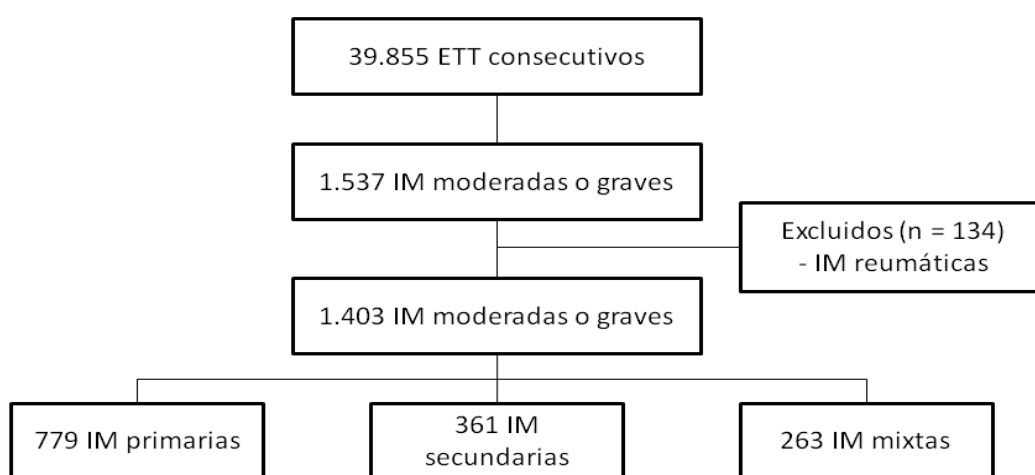 39.855 ETT consecutivos
1.537 IM moderadas o graves
Excluidos (n = 134)
- IM reumáticas
1.403 IM moderadas o graves
779 IM primarias
361 IM
secundarias
263 IM mixtas